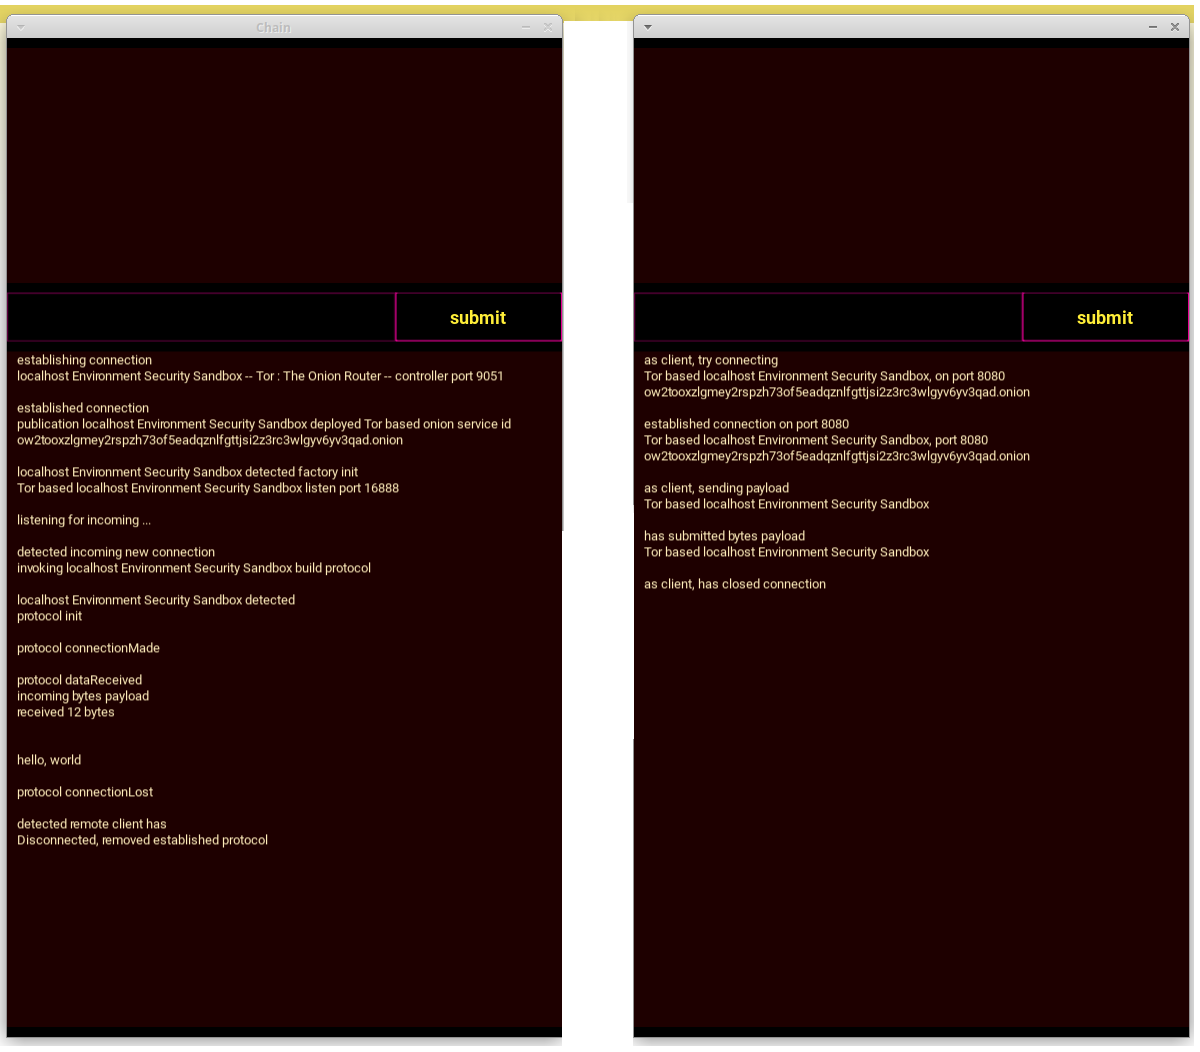 Chain
submit
establishing connection
localhost Environment Security Sandbox -- Tor : The Onion Router -- controller port 9051
established connection
publication localhost Environment Security Sandbox deployed Tor based onion service id
ow2tooxzlgmey2rspzh73of5eadqznlfgttjsi2z3rc3wlgyv6yv3qad.onion
localhost Environment Security Sandbox detected factory init
Tor based localhost Environment Security Sandbox listen port 16888
listening for incoming ...
detected incoming new connection
invoking localhost Environment Security Sandbox build protocol
localhost Environment Security Sandbox detected
protocol init
protocol connectionMade
protocol dataReceived
incoming bytes payload
received 12 bytes
hello, world
protocol connectionLost
detected remote client has
Disconnected, removed established protocol
submit
as client, try connecting
Tor based localhost Environment Security Sandbox, on port 8080
ow2tooxzlgmey2rspzh73of5eadqznlfgttjsi2z3rc3wlgyv6yv3qad.onion
established connection on port 8080
Tor based localhost Environment Security Sandbox, port 8080
ow2tooxzlgmey2rspzh73of5eadqznlfgttjsi2z3rc3wlgyv6yv3qad.onion
as client, sending payload
Tor based localhost Environment Security Sandbox
has submitted bytes payload
Tor based localhost Environment Security Sandbox
as client, has closed connection